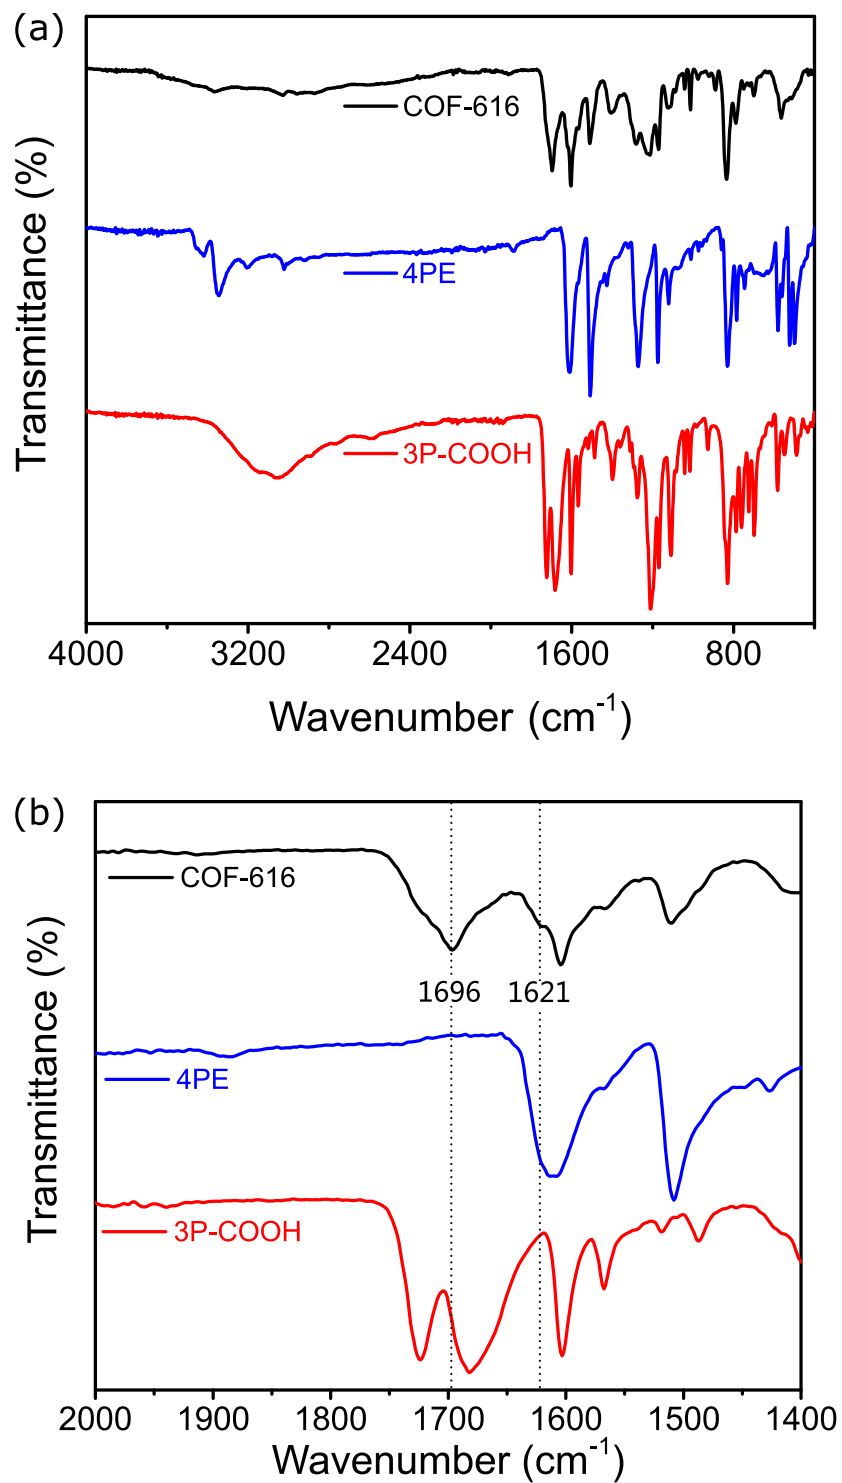 (a)
COF-616
4PE
3P-COOH
Transmittance (%)
4000 3200 2400 1600 800
Wavenumber (cm-1)
(b)
COF-616
1696 1621
4PE
3P-COOH
Transmittance (%)
2000 1900 1800 1700 1600 1500 1400
Wavenumber (cm-1)